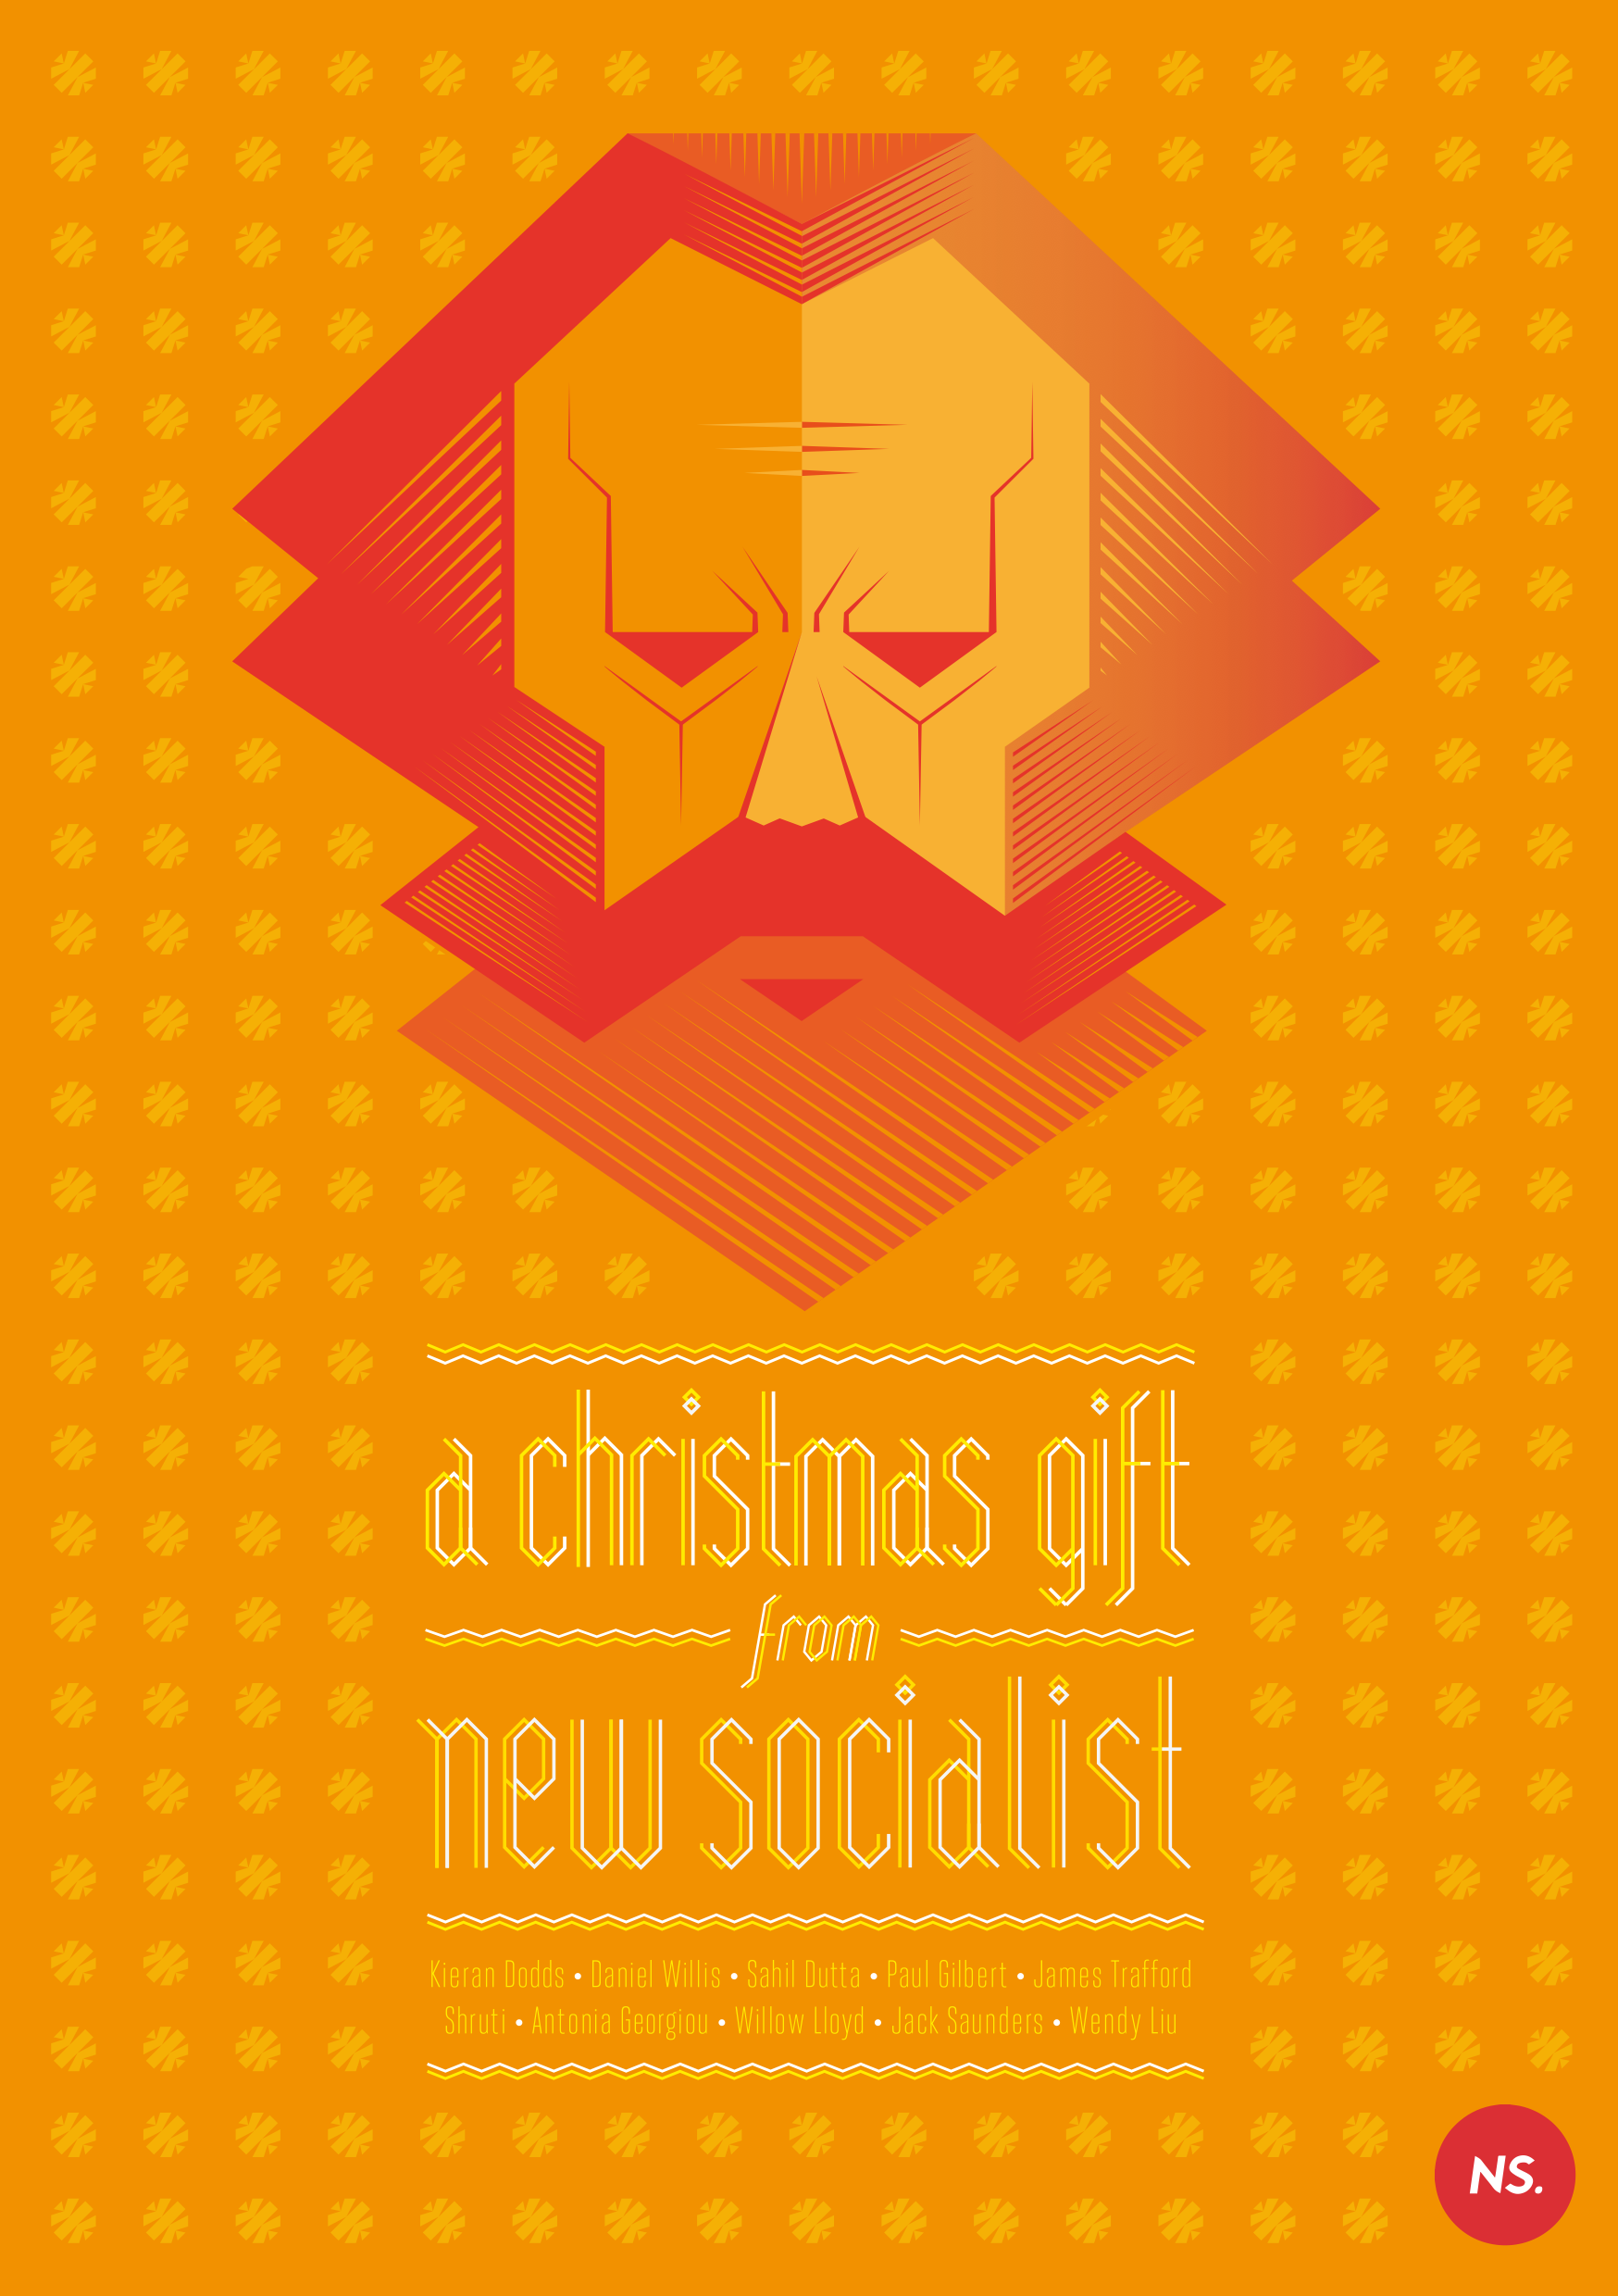 a christmas gift
from
new socialist
Kieran Dodds • Daniel Willis • Sahil Dutta • Paul Gilbert • James Trafford
Shruti • Antonia Georgiou • Willow Lloyd • Jack Saunders • Wendy Liu
NS.